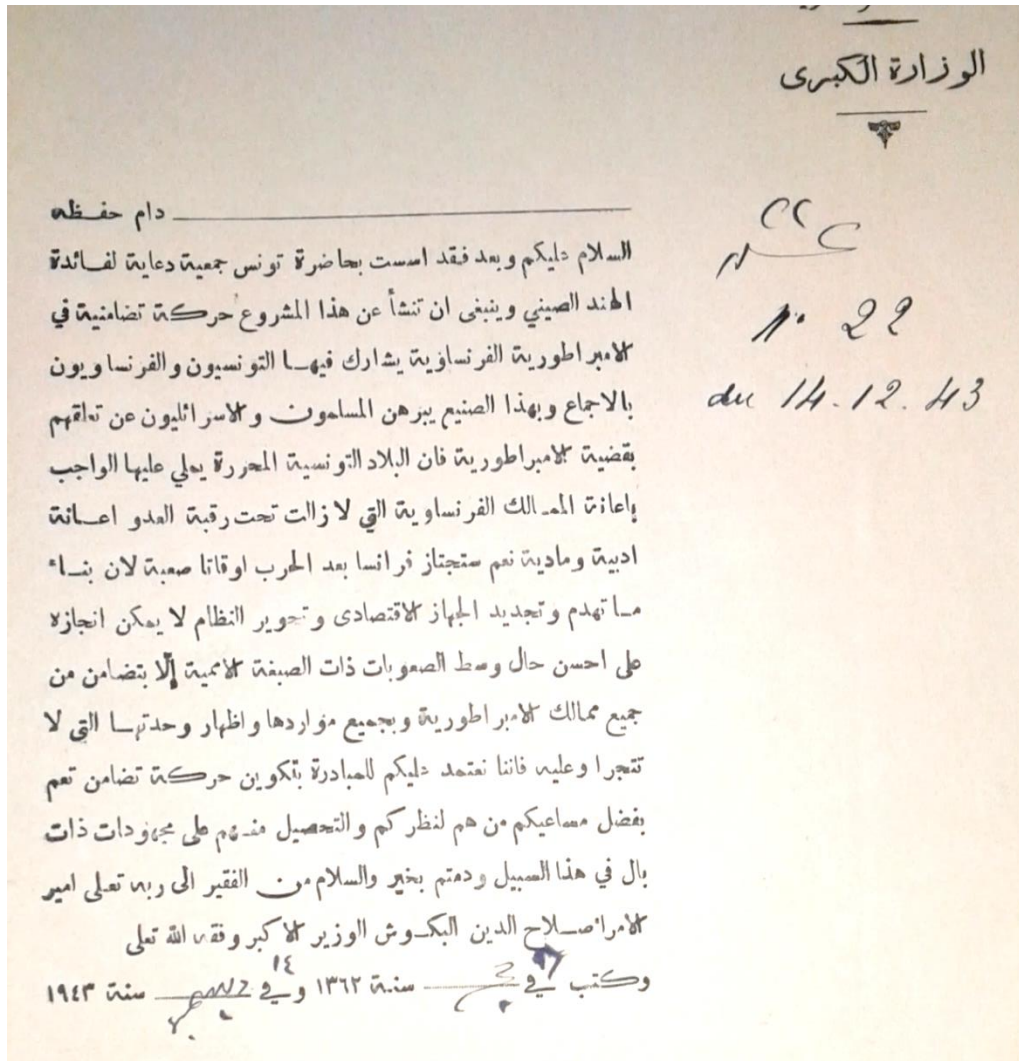 الوزارة الكبرى
n° 22
du 14.12.43
دام حفظه
السلام عليكم وبعد فقد اسست بحاضرة تونس جمعية دعاية لفائدة
الهند الصيني وينبغى ان تنشأ عن هذا المشروع حركة تضامنية في
الامبراطورية الفرنساوية يشارك فيها التونسيون والفرنساويون
بالاجماع وبهذا الصنيع يبرهن المسلمون والاسرائليون عن تعلقهم
بقضية الامبراطورية فان البلاد التونسية المحررة يملي عليها الواجب
باعانة الممالك الفرنساوية التي لا زالت تحت رقبة العدو اعانة
ادبية ومادية نعم ستجتاز فرانسا بعد الحرب اوقاتا صعبة لان بناء
ما تهدم وتجديد الجهاز الاقتصادى وتحوير النظام لا يمكن انجازه
على احسن حال وسط الصعوبات ذات الصبغة الاممية إلّا بتضامن من
جميع ممالك الامبراطورية وبجميع مواردها واظهار وحدتها التي لا
تتجرا وعليه فاننا نعتمد عليكم للمبادرة بتكوين حركة تضامن تعم
بفضل مساعيكم من هم لنظركم والتحصيل منهم على مجهودات ذات
بال في هذا السبيل ودمتم بخير والسلام من الفقير الى ربه تعلى امير
الامرا صلاح الدين البكوش الوزير الاكبر وفقه الله تعلى
وكتب في سنة ١٣٦٢ وفي ١٤ ديسمبر سنة ١٩٤٣